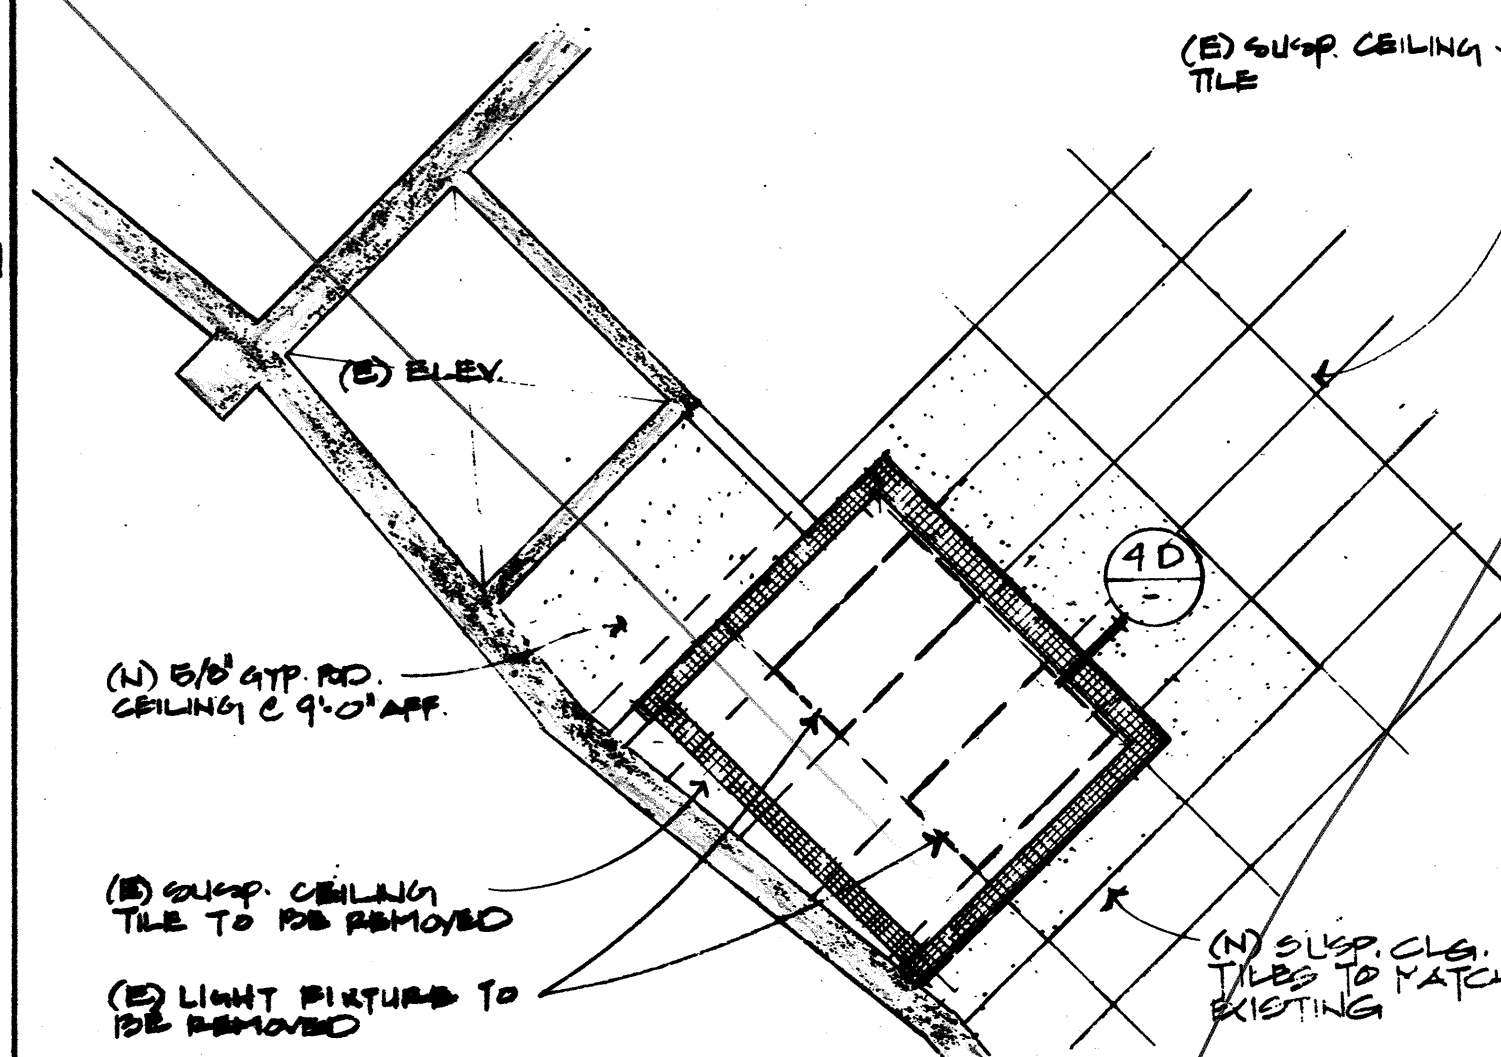 (E) SUSP. CEILING
TILE
(E) ELEV.
4 D
-
(N) 5/8" GYP. BD.
CEILING @ 9'-0" AFF.
(E) SUSP. CEILING
TILE TO BE REMOVED
(E) LIGHT FIXTURE TO
BE REMOVED
(N) SUSP. CLG.
TILES TO MATCH
EXISTING